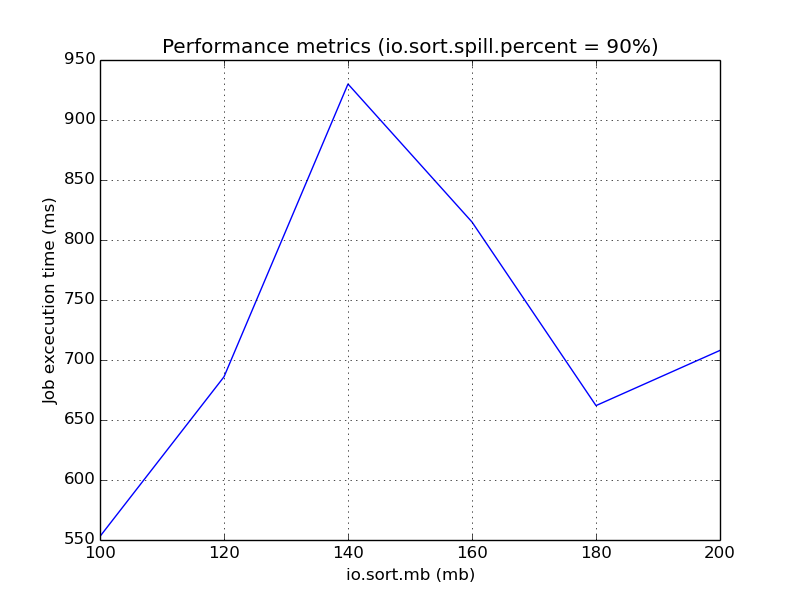 Performance metrics (io.sort.spill.percent = 90%)
950
900
850
800
750
700
650
600
550
Job excecution time (ms)
100 120 140 160 180 200
io.sort.mb (mb)